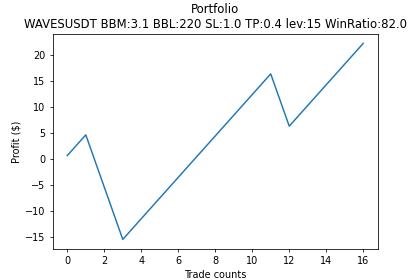 Portfolio
WAVESUSDT BBM:3.1 BBL:220 SL:1.0 TP:0.4 lev:15 WinRatio:82.0
20
15
10
5
0
−5
−10
−15
Profit ($)
0 2 4 6 8 10 12 14 16
Trade counts